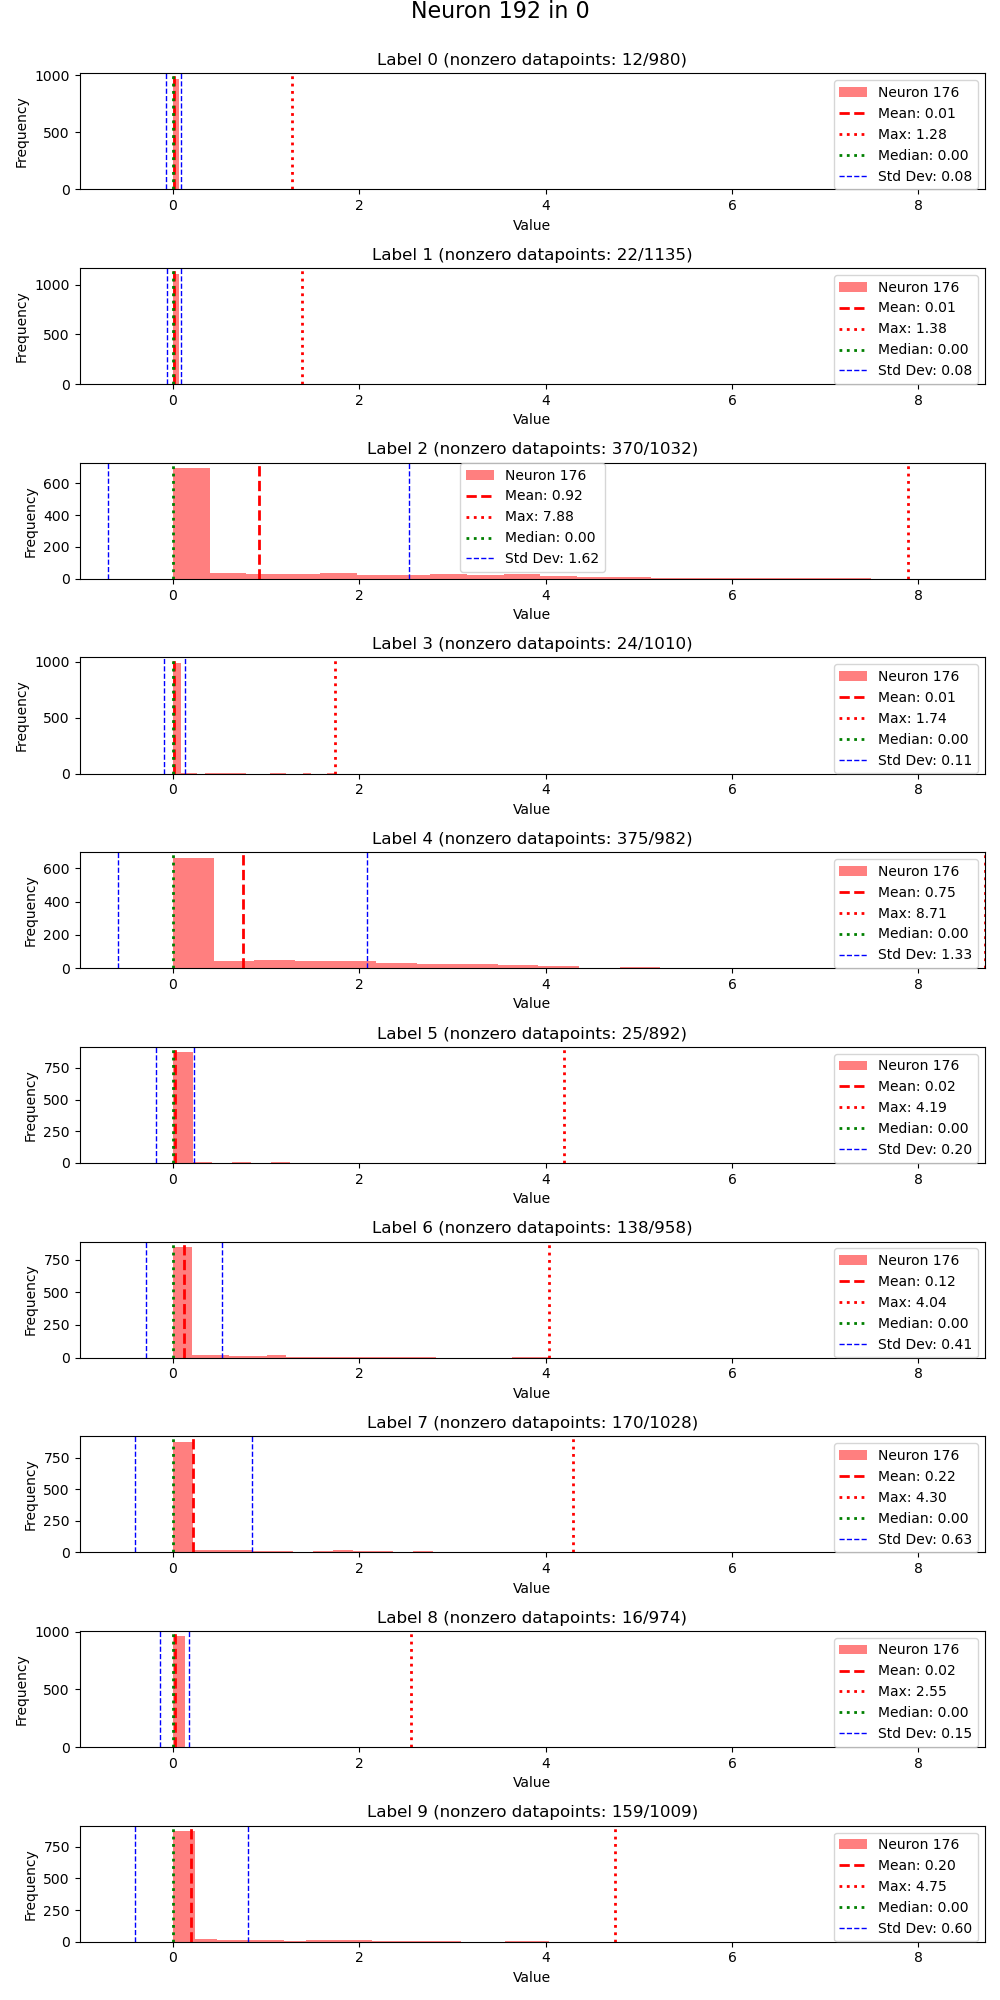 Neuron 192 in 0
Label 0 (nonzero datapoints: 12/980)
Frequency
1000
500
0
Neuron 176
Mean: 0.01
Max: 1.28
Median: 0.00
Std Dev: 0.08
0 2 4 6 8
Value
Label 1 (nonzero datapoints: 22/1135)
Frequency
1000
500
0
Neuron 176
Mean: 0.01
Max: 1.38
Median: 0.00
Std Dev: 0.08
0 2 4 6 8
Value
Label 2 (nonzero datapoints: 370/1032)
Frequency
600
400
200
0
Neuron 176
Mean: 0.92
Max: 7.88
Median: 0.00
Std Dev: 1.62
0 2 4 6 8
Value
Label 3 (nonzero datapoints: 24/1010)
Frequency
1000
500
0
Neuron 176
Mean: 0.01
Max: 1.74
Median: 0.00
Std Dev: 0.11
0 2 4 6 8
Value
Label 4 (nonzero datapoints: 375/982)
Frequency
600
400
200
0
Neuron 176
Mean: 0.75
Max: 8.71
Median: 0.00
Std Dev: 1.33
0 2 4 6 8
Value
Label 5 (nonzero datapoints: 25/892)
Frequency
750
500
250
0
Neuron 176
Mean: 0.02
Max: 4.19
Median: 0.00
Std Dev: 0.20
0 2 4 6 8
Value
Label 6 (nonzero datapoints: 138/958)
Frequency
750
500
250
0
Neuron 176
Mean: 0.12
Max: 4.04
Median: 0.00
Std Dev: 0.41
0 2 4 6 8
Value
Label 7 (nonzero datapoints: 170/1028)
Frequency
750
500
250
0
Neuron 176
Mean: 0.22
Max: 4.30
Median: 0.00
Std Dev: 0.63
0 2 4 6 8
Value
Label 8 (nonzero datapoints: 16/974)
Frequency
1000
500
0
Neuron 176
Mean: 0.02
Max: 2.55
Median: 0.00
Std Dev: 0.15
0 2 4 6 8
Value
Label 9 (nonzero datapoints: 159/1009)
Frequency
750
500
250
0
Neuron 176
Mean: 0.20
Max: 4.75
Median: 0.00
Std Dev: 0.60
0 2 4 6 8
Value